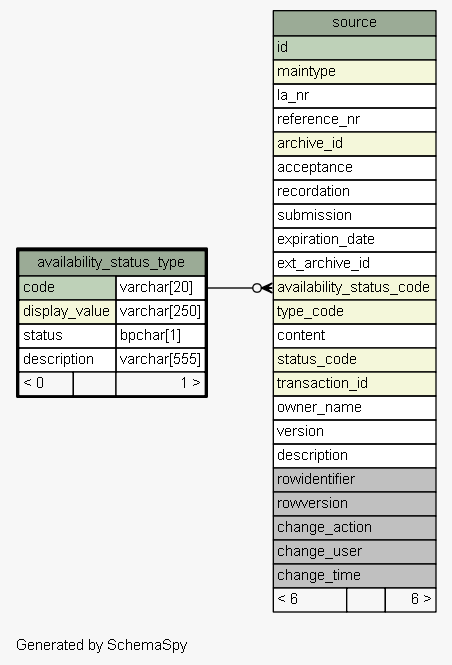 source
id
maintype
la_nr
reference_nr
archive_id
acceptance
recordation
submission
expiration_date
ext_archive_id
availability_status_code
type_code
content
status_code
transaction_id
owner_name
version
description
rowidentifier
rowversion
change_action
change_user
change_time
< 6 6 >
availability_status_type
code varchar[20]
display_value varchar[250]
status bpchar[1]
description varchar[555]
< 0 1 >
Generated by SchemaSpy